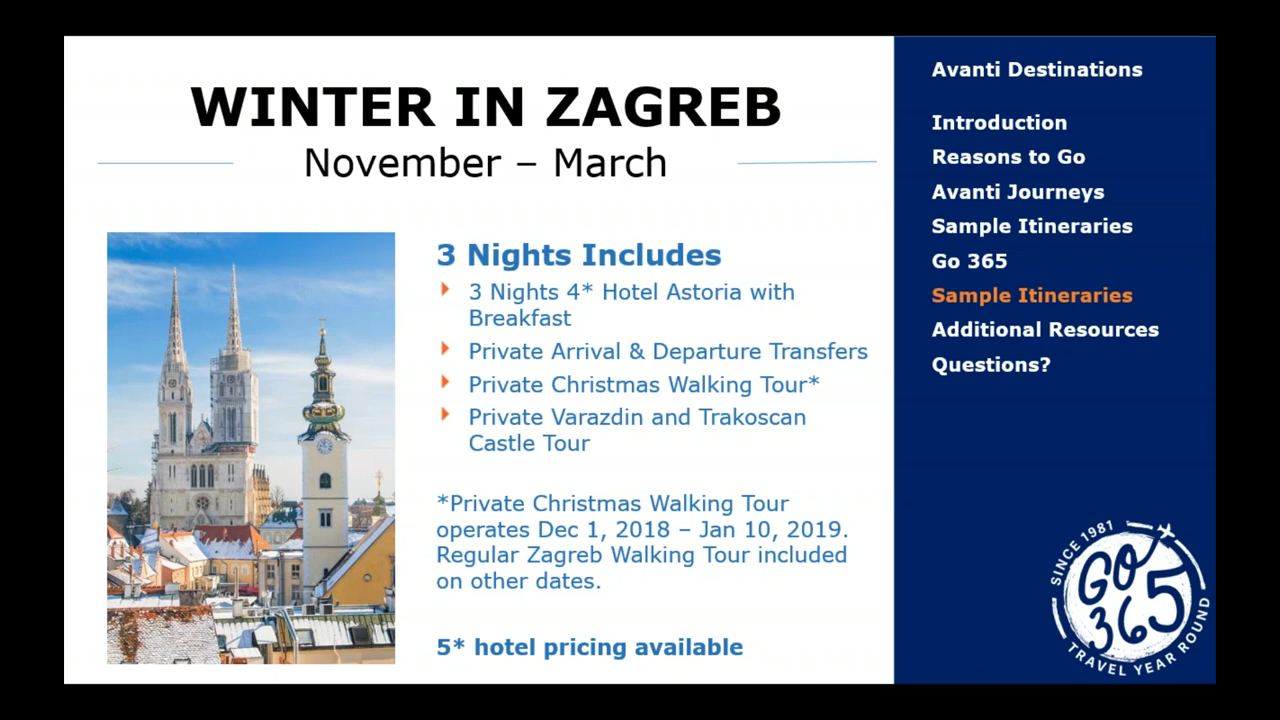 WINTER IN ZAGREB
November – March
3 Nights Includes
3 Nights 4* Hotel Astoria with
Breakfast
Private Arrival & Departure Transfers
Private Christmas Walking Tour*
Private Varazdin and Trakoscan
Castle Tour
*Private Christmas Walking Tour
operates Dec 1, 2018 – Jan 10, 2019.
Regular Zagreb Walking Tour included
on other dates.
5* hotel pricing available
Avanti Destinations
Introduction
Reasons to Go
Avanti Journeys
Sample Itineraries
Go 365
Sample Itineraries
Additional Resources
Questions?
SINCE 1981
GO
365
TRAVEL YEAR ROUND